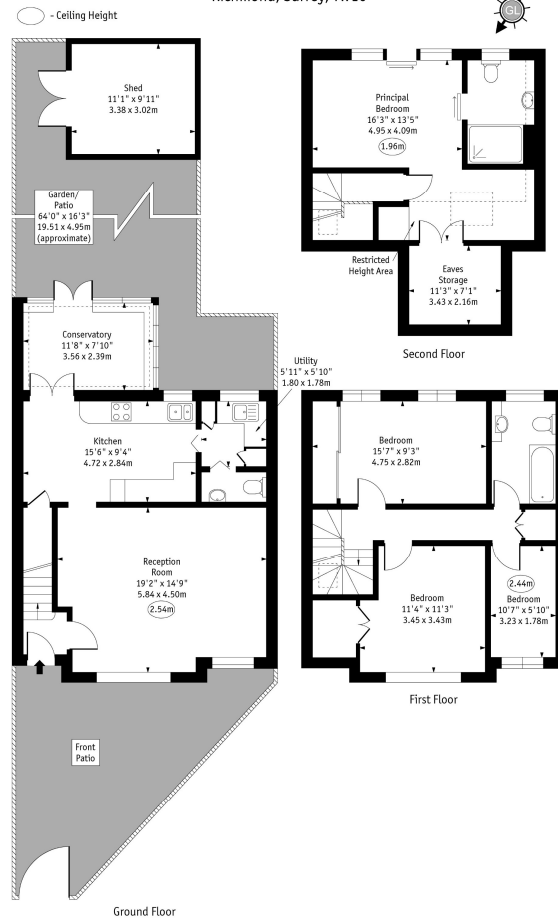 - Ceiling Height
GL
Shed
11'1" x 9'11"
3.38 x 3.02m
Garden/
Patio
64'0" x 16'3"
19.51 x 4.95m
(approximate)
Conservatory
11'8" x 7'10"
3.56 x 2.39m
Utility
5'11" x 5'10"
1.80 x 1.78m
Kitchen
15'6" x 9'4"
4.72 x 2.84m
Reception
Room
19'2" x 14'9"
5.84 x 4.50m
2.54m
Front
Patio
Ground Floor
Principal
Bedroom
16'3" x 13'5"
4.95 x 4.09m
1.96m
Restricted
Height Area
Eaves
Storage
11'3" x 7'1"
3.43 x 2.16m
Second Floor
Bedroom
15'7" x 9'3"
4.75 x 2.82m
Bedroom
11'4" x 11'3"
3.45 x 3.43m
2.44m
Bedroom
10'7" x 5'10"
3.23 x 1.78m
First Floor